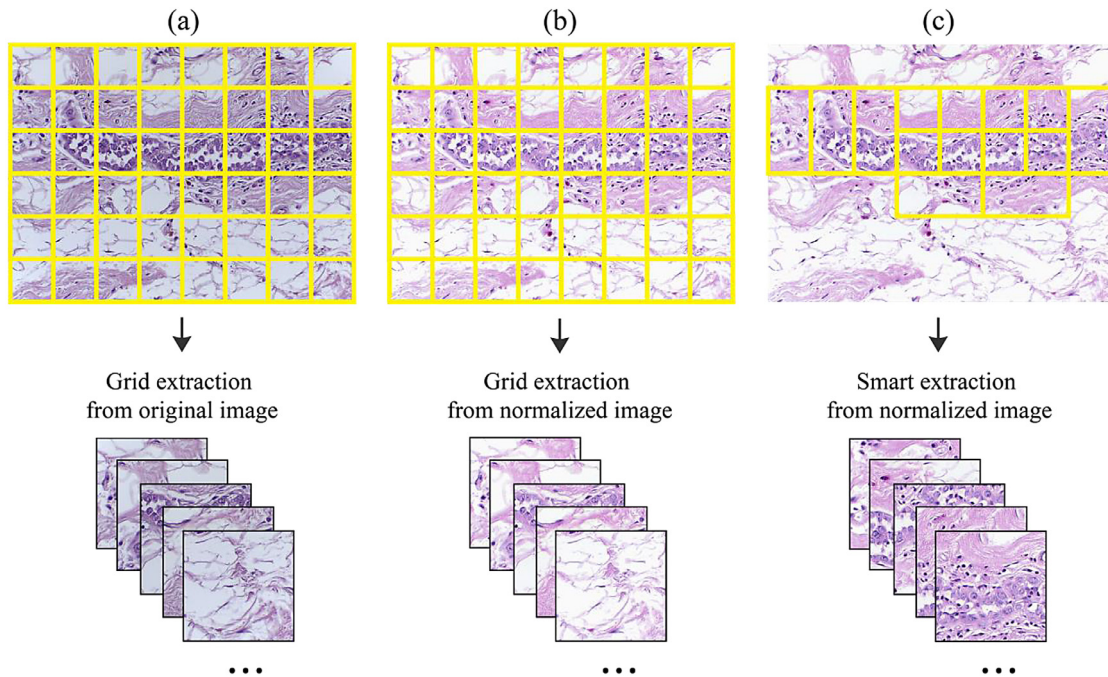 (a)
(b)
(c)
Grid extraction
from original image
Grid extraction
from normalized image
Smart extraction
from normalized image
...
...
...